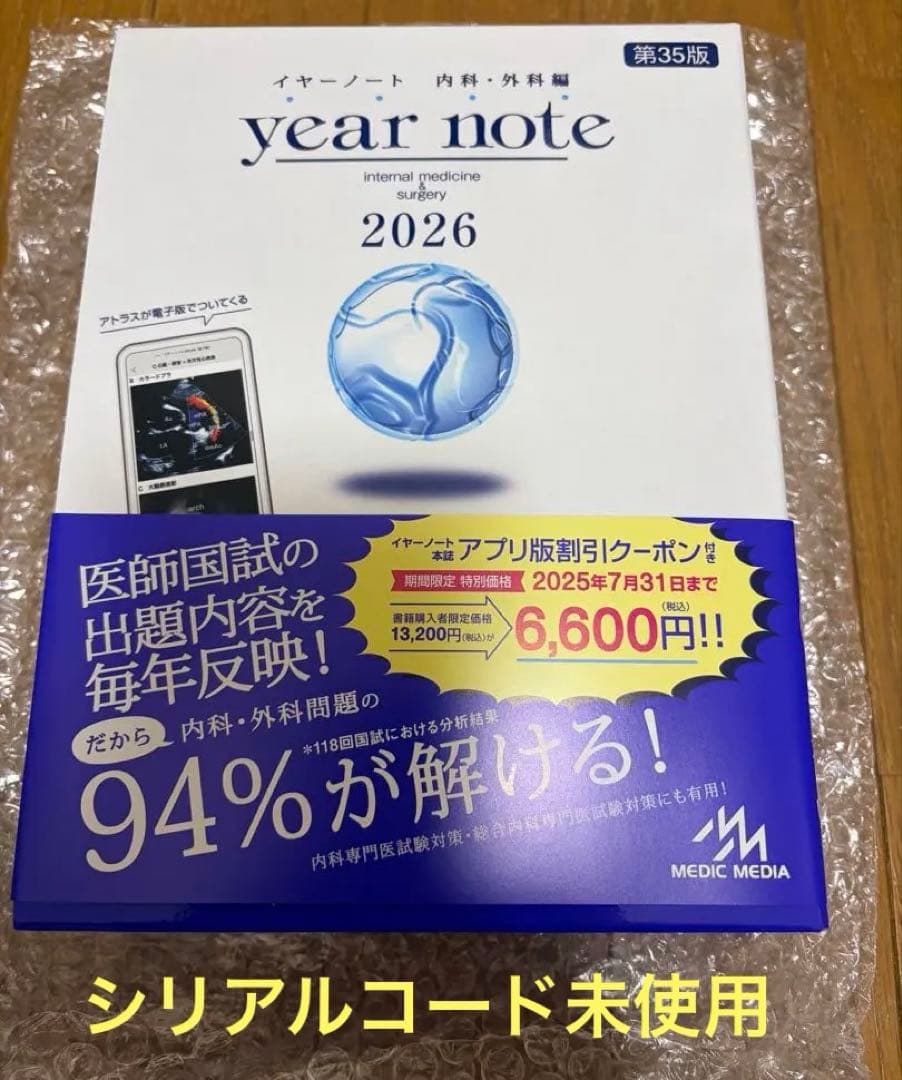 第35版
イヤーノート 内科・外科編
year note
internal medicine
&
surgery
2026
アトラスが電子版でついてくる
B カラードプラ
医師国試の
出題内容を
毎年反映!
だから 内科・外科問題の
*118回国試における分析結果
94%が解ける!
内科専門医試験対策・総合内科専門医試験対策にも有用!
イヤーノート本誌 アプリ版割引クーポン付き
期間限定 特別価格 2025年7月31日まで
書籍購入者限定価格
13,200円(税込)が
6,600円(税込)!!
MEDIC MEDIA
シリアルコード未使用